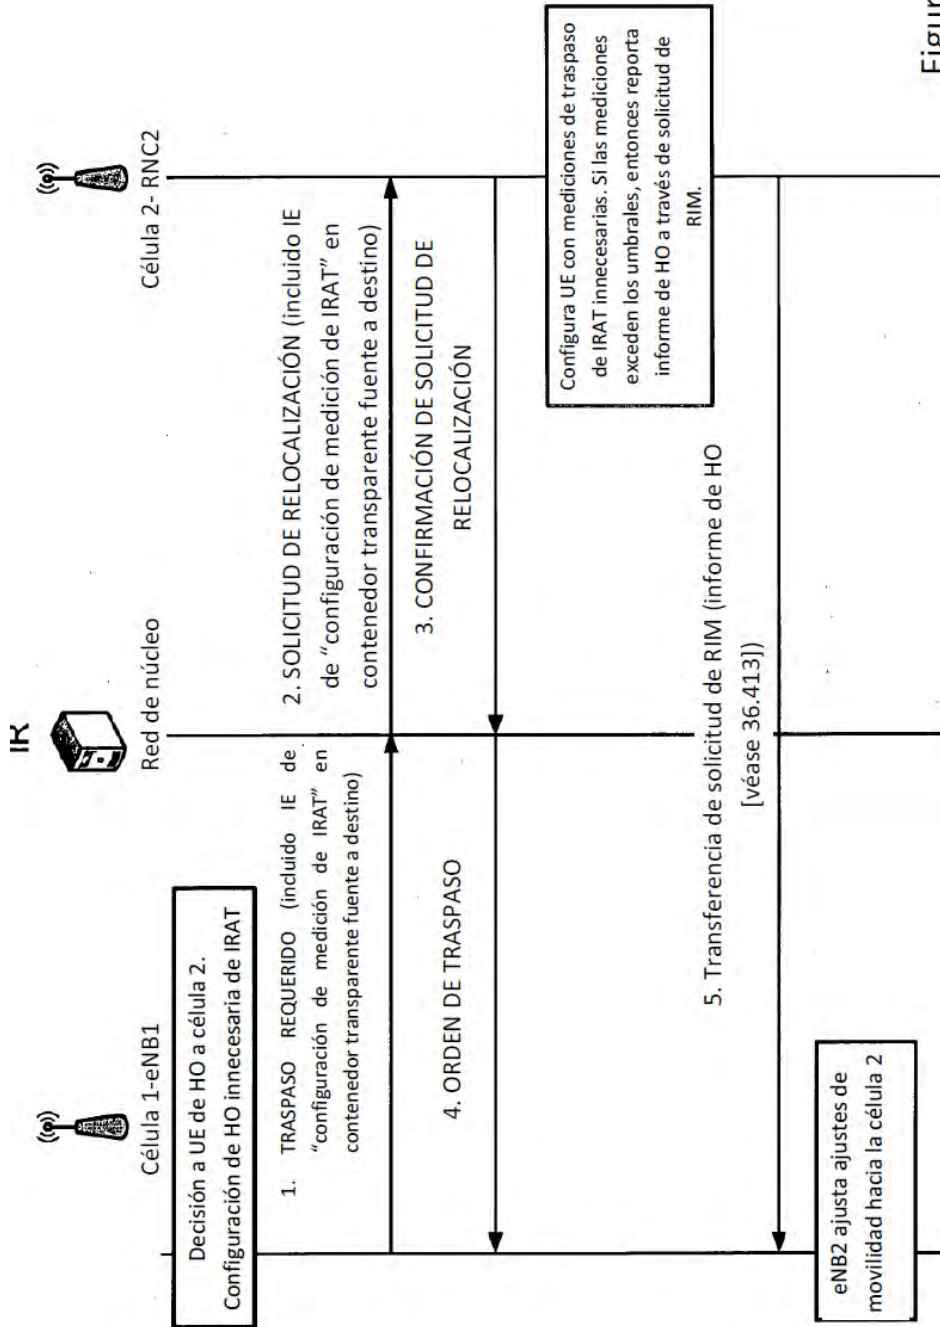 IR
Célula 1-eNB1
Red de núcleo
Célula 2- RNC2
Decisión a UE de HO a célula 2.
Configuración de HO innecesaria de IRAT
1. TRASPASO REQUERIDO (incluido IE de
“configuración de medición de IRAT” en
contenedor transparente fuente a destino)
2. SOLICITUD DE RELOCALIZACIÓN (incluido IE
de “configuración de medición de IRAT” en
contenedor transparente fuente a destino)
3. CONFIRMACIÓN DE SOLICITUD DE
RELOCALIZACIÓN
4. ORDEN DE TRASPASO
Configura UE con mediciones de traspaso
de IRAT innecesarias. Si las mediciones
exceden los umbrales, entonces reporta
informe de HO a través de solicitud de
RIM.
5. Transferencia de solicitud de RIM (informe de HO
[véase 36.413])
eNB2 ajusta ajustes de
movilidad hacia la célula 2
Figur